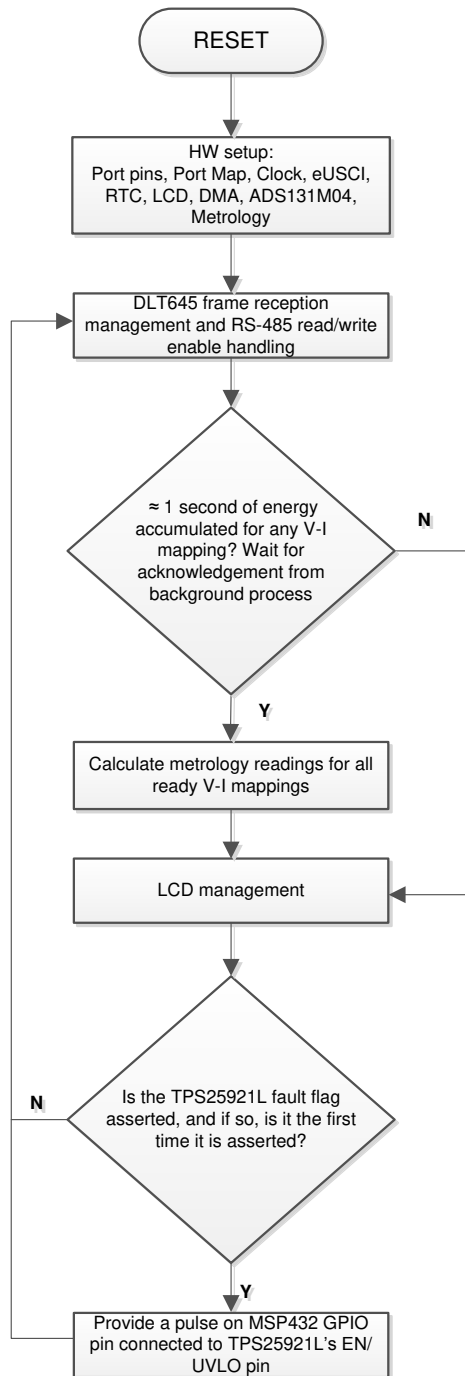 RESET
HW setup:
Port pins, Port Map, Clock, eUSCI,
RTC, LCD, DMA, ADS131M04,
Metrology
DLT645 frame reception
management and RS-485 read/write
enable handling
≈ 1 second of energy
accumulated for any V-I
mapping? Wait for
acknowledgement from
background process
N
Y
Calculate metrology readings for all
ready V-I mappings
LCD management
Is the TPS25921L fault flag
asserted, and if so, is it the first
time it is asserted?
N
Y
Provide a pulse on MSP432 GPIO
pin connected to TPS25921L's EN/
UVLO pin